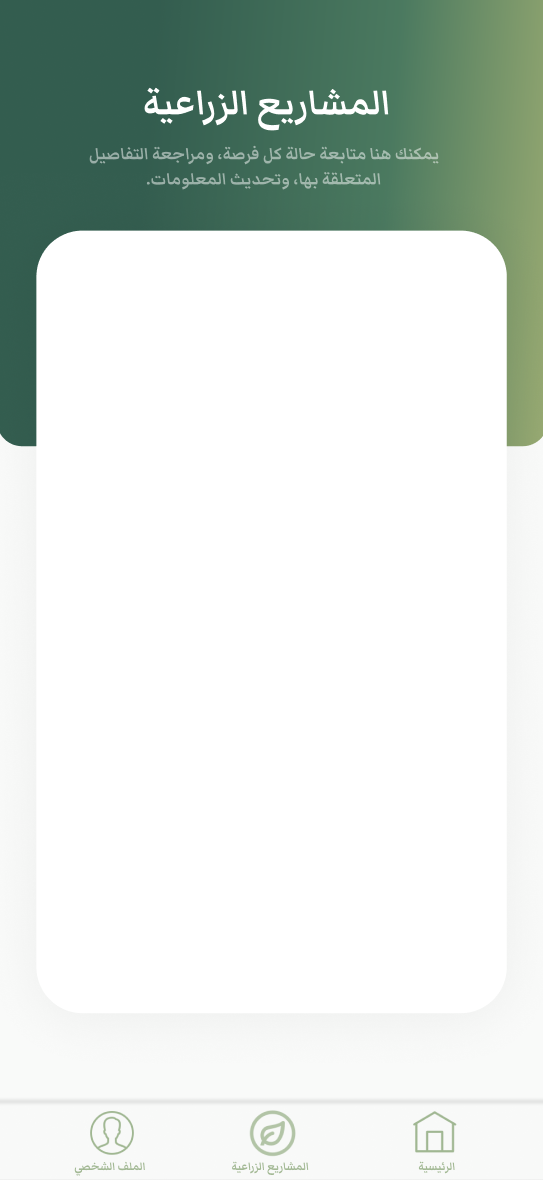 المشاريع الزراعية
يمكنك هنا متابعة حالة كل فرصة، ومراجعة التفاصيل
المتعلقة بها، وتحديث المعلومات.
الرئيسية
المشاريع الزراعية
الملف الشخصي